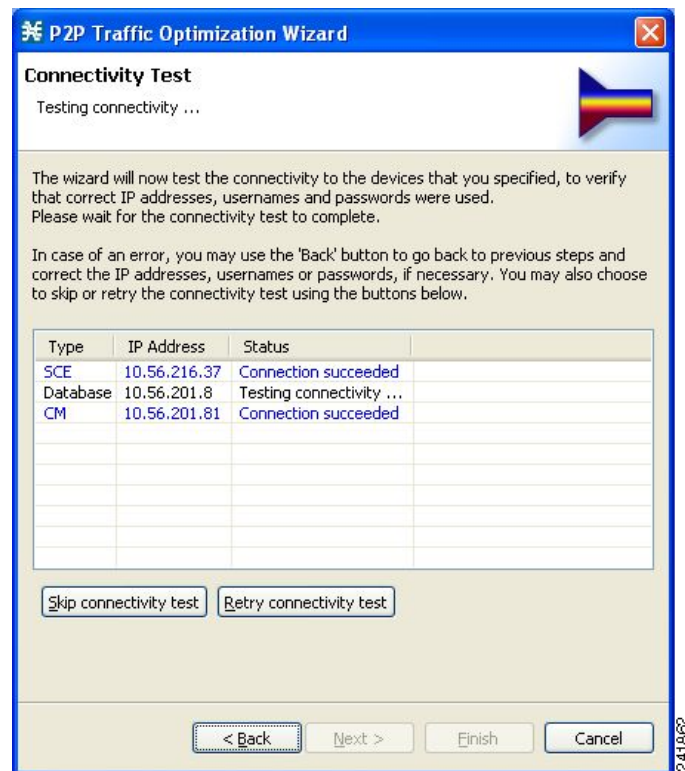 P2P Traffic Optimization Wizard
Connectivity Test
Testing connectivity ...
The wizard will now test the connectivity to the devices that you specified, to verify
that correct IP addresses, usernames and passwords were used.
Please wait for the connectivity test to complete.
In case of an error, you may use the 'Back' button to go back to previous steps and
correct the IP addresses, usernames or passwords, if necessary. You may also choose
to skip or retry the connectivity test using the buttons below.
Type IP Address Status
SCE 10.56.216.37 Connection succeeded
Database 10.56.201.8 Testing connectivity ...
CM 10.56.201.81 Connection succeeded
Skip connectivity test Retry connectivity test
< Back Next > Finish Cancel
241962